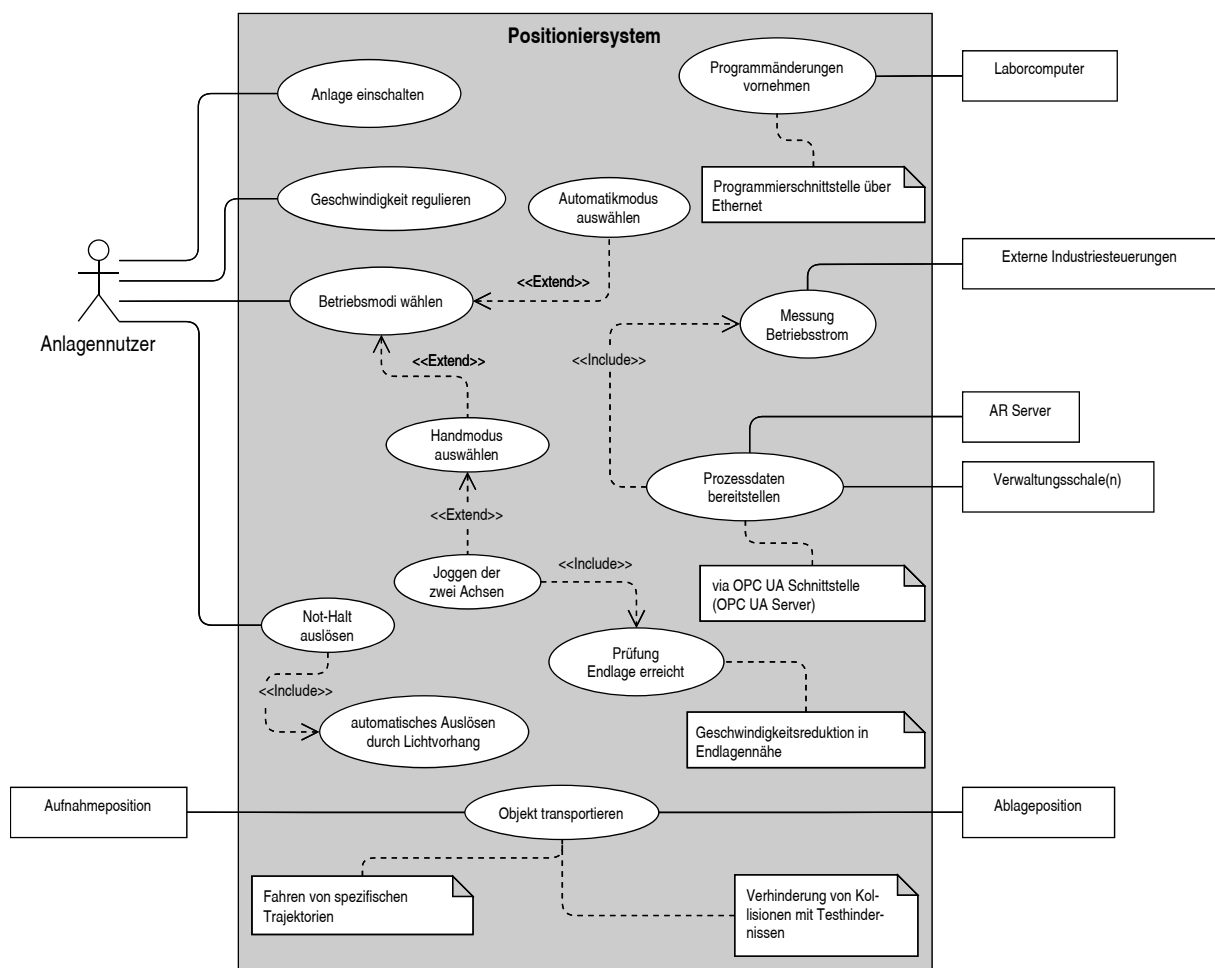 Positioniersystem
Anlage einschalten
Programmänderungen
vornehmen
Laborcomputer
Programmierschnittstelle über
Ethernet
Geschwindigkeit regulieren
Automatikmodus
auswählen
Externe Industriesteuerungen
<<Extend>>
Betriebsmodi wählen
Anlagennutzer
Messung
Betriebsstrom
<<Include>>
<<Extend>>
AR Server
Handmodus
auswählen
Prozessdaten
bereitstellen
Verwaltungsschale(n)
<<Extend>>
Joggen der
zwei Achsen
<<Include>>
via OPC UA Schnittstelle
(OPC UA Server)
Not-Halt
auslösen
Prüfung
Endlage erreicht
<<Include>>
automatisches Auslösen
durch Lichtvorhang
Geschwindigkeitsreduktion in
Endlagennähe
Aufnahmeposition
Objekt transportieren
Ablageposition
Fahren von spezifischen
Trajektorien
Verhinderung von Kol-
lisionen mit Testhinder-
nissen